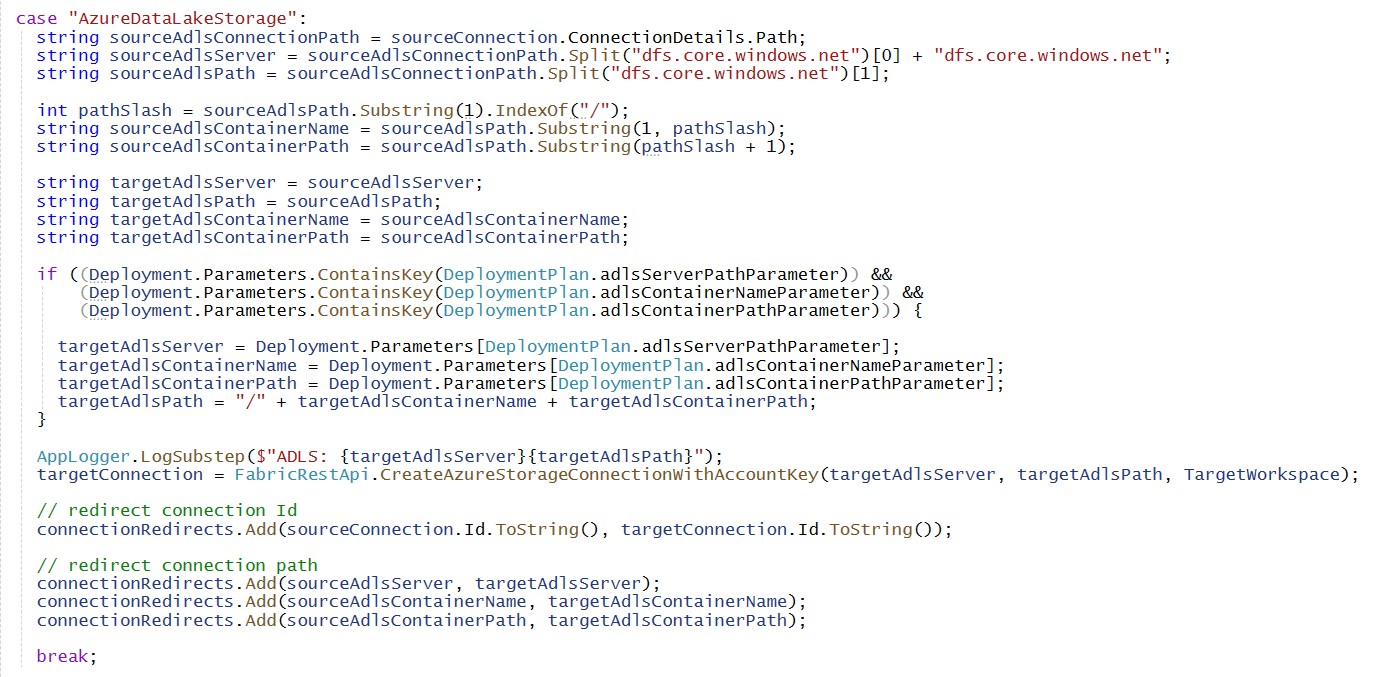 case "AzureDataLakeStorage":
  string sourceAdlsConnectionPath = sourceConnection.ConnectionDetails.Path;
  string sourceAdlsServer = sourceAdlsConnectionPath.Split("dfs.core.windows.net")[0] + "dfs.core.windows.net";
  string sourceAdlsPath = sourceAdlsConnectionPath.Split("dfs.core.windows.net")[1];

  int pathSlash = sourceAdlsPath.Substring(1).IndexOf("/");
  string sourceAdlsContainerName = sourceAdlsPath.Substring(1, pathSlash);
  string sourceAdlsContainerPath = sourceAdlsPath.Substring(pathSlash + 1);

  string targetAdlsServer = sourceAdlsServer;
  string targetAdlsPath = sourceAdlsPath;
  string targetAdlsContainerName = sourceAdlsContainerName;
  string targetAdlsContainerPath = sourceAdlsContainerPath;

  if ((Deployment.Parameters.ContainsKey(DeploymentPlan.adlsServerPathParameter)) &&
      (Deployment.Parameters.ContainsKey(DeploymentPlan.adlsContainerNameParameter)) &&
      (Deployment.Parameters.ContainsKey(DeploymentPlan.adlsContainerPathParameter))) {

    targetAdlsServer = Deployment.Parameters[DeploymentPlan.adlsServerPathParameter];
    targetAdlsContainerName = Deployment.Parameters[DeploymentPlan.adlsContainerNameParameter];
    targetAdlsContainerPath = Deployment.Parameters[DeploymentPlan.adlsContainerPathParameter];
    targetAdlsPath = "/" + targetAdlsContainerName + targetAdlsContainerPath;
  }

  AppLogger.LogSubstep($"ADLS: {targetAdlsServer}{targetAdlsPath}");
  targetConnection = FabricRestApi.CreateAzureStorageConnectionWithAccountKey(targetAdlsServer, targetAdlsPath, TargetWorkspace);

  // redirect connection Id
  connectionRedirects.Add(sourceConnection.Id.ToString(), targetConnection.Id.ToString());

  // redirect connection path
  connectionRedirects.Add(sourceAdlsServer, targetAdlsServer);
  connectionRedirects.Add(sourceAdlsContainerName, targetAdlsContainerName);
  connectionRedirects.Add(sourceAdlsContainerPath, targetAdlsContainerPath);

  break;